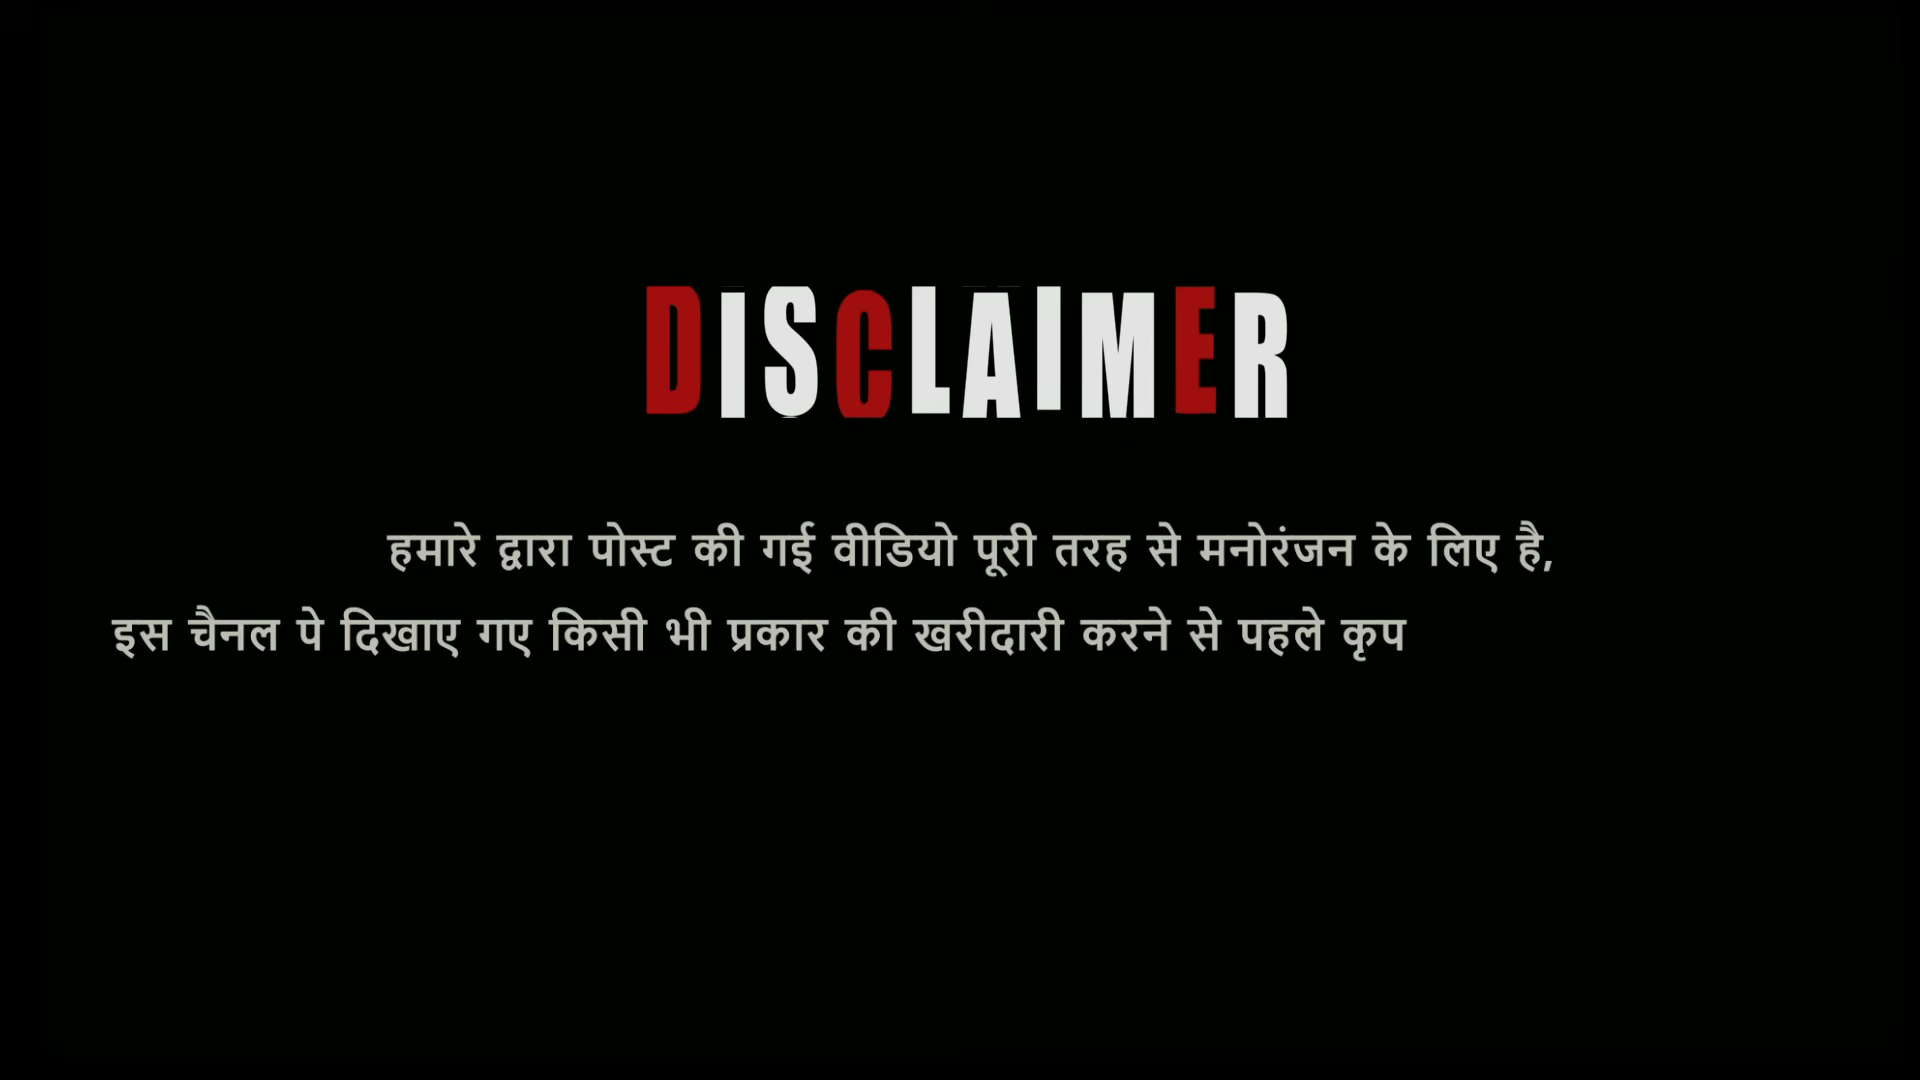 DISCLAIMER
हमारे द्वारा पोस्ट की गई वीडियो पूरी तरह से मनोरंजन के लिए है,
इस चैनल पे दिखाए गए किसी भी प्रकार की खरीदारी करने से पहले कृप